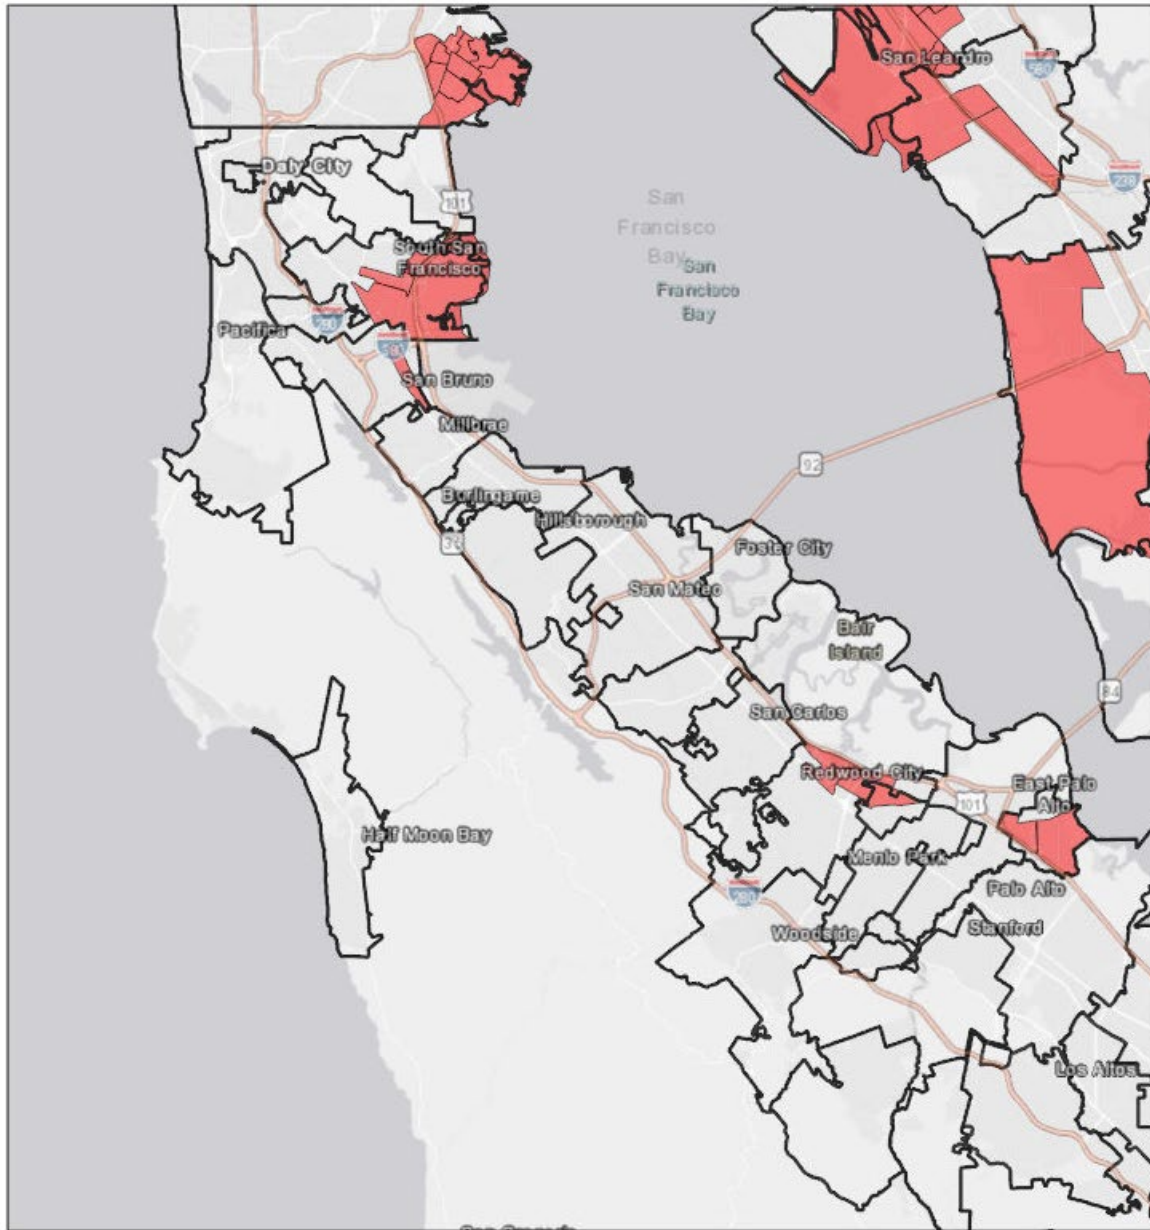 San Leandro
580
Daly City
238
101
San
Francisco
Bay
South San
Francisco
San
Francisco
Bay
Pacifica
280
380
San Bruno
Millbrae
92
Burlingame
Hillsborough
35
Foster City
San Mateo
Bair
Island
84
San Carlos
Redwood City
East Palo
Alto
101
Half Moon Bay
Menlo Park
Palo Alto
280
Woodside
Stanford
Los Altos